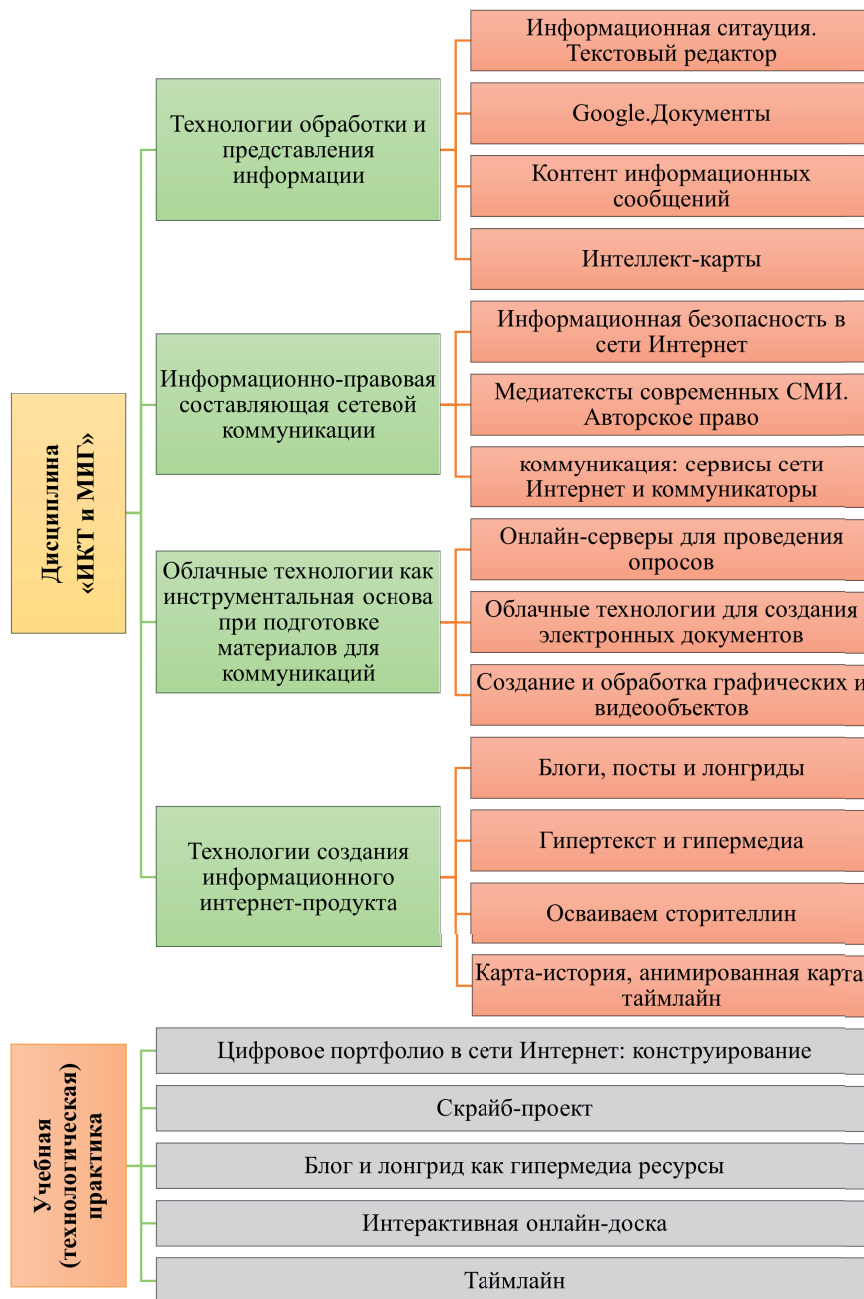 Дисциплина
«ИКТ и МИГ»
Технологии обработки и
представления
информации
Информационная ситауция.
Текстовый редактор
Google.Документы
Контент информационных
сообщений
Интеллект-карты
Информационно-правовая
составляющая сетевой
коммуникации
Информационная безопасность в
сети Интернет
Медиатексты современных СМИ.
Авторское право
коммуникация: сервисы сети
Интернет и коммуникаторы
Облачные технологии как
инструментальная основа
при подготовке
материалов для
коммуникаций
Онлайн-серверы для проведения
опросов
Облачные технологии для создания
электронных документов
Создание и обработка графических и
видеообъектов
Технологии создания
информационного
интернет-продукта
Блоги, посты и лонгриды
Гипертекст и гипермедиа
Осваиваем сторителлин
Карта-история, анимированная карта
таймлайн
Учебная
(технологическая)
практика
Цифровое портфолио в сети Интернет: конструирование
Скрайб-проект
Блог и лонгрид как гипермедиа ресурсы
Интерактивная онлайн-доска
Таймлайн